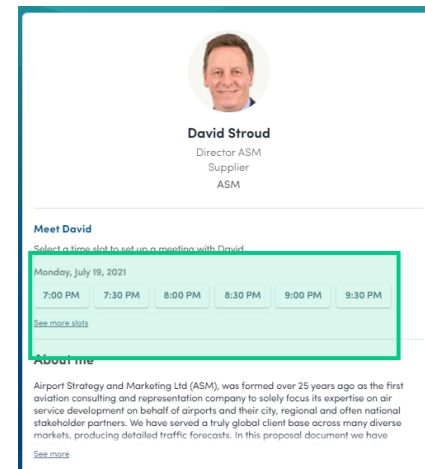 David Stroud
Director ASM
Supplier
ASM
Meet David
Select a time slot to set up a meeting with David
Monday, July 19, 2021
7:00 PM 7:30 PM 8:00 PM 8:30 PM 9:00 PM 9:30 PM
See more slots
About me
Airport Strategy and Marketing Ltd (ASM), was formed over 25 years ago as the first
aviation consulting and representation company to solely focus its expertise on air
service development on behalf of airports and their city, regional and often national
stakeholder partners. We have served a truly global client base across many diverse
markets, producing detailed traffic forecasts. In this proposal document we have
See more